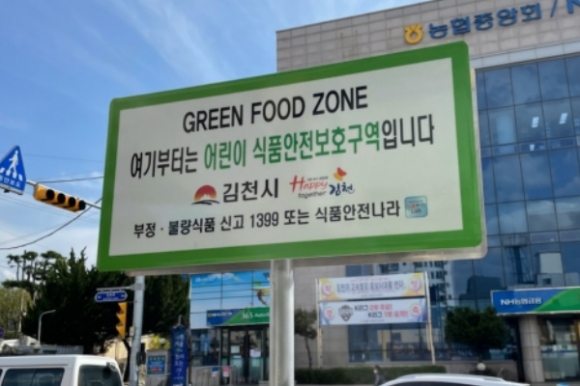 농협중앙회
GREEN FOOD ZONE
여기부터는 어린이 식품안전보호구역입니다
김천시 Happy together 김천
부정·불량식품 신고 1399 또는 식품안전나라
NH농협은행